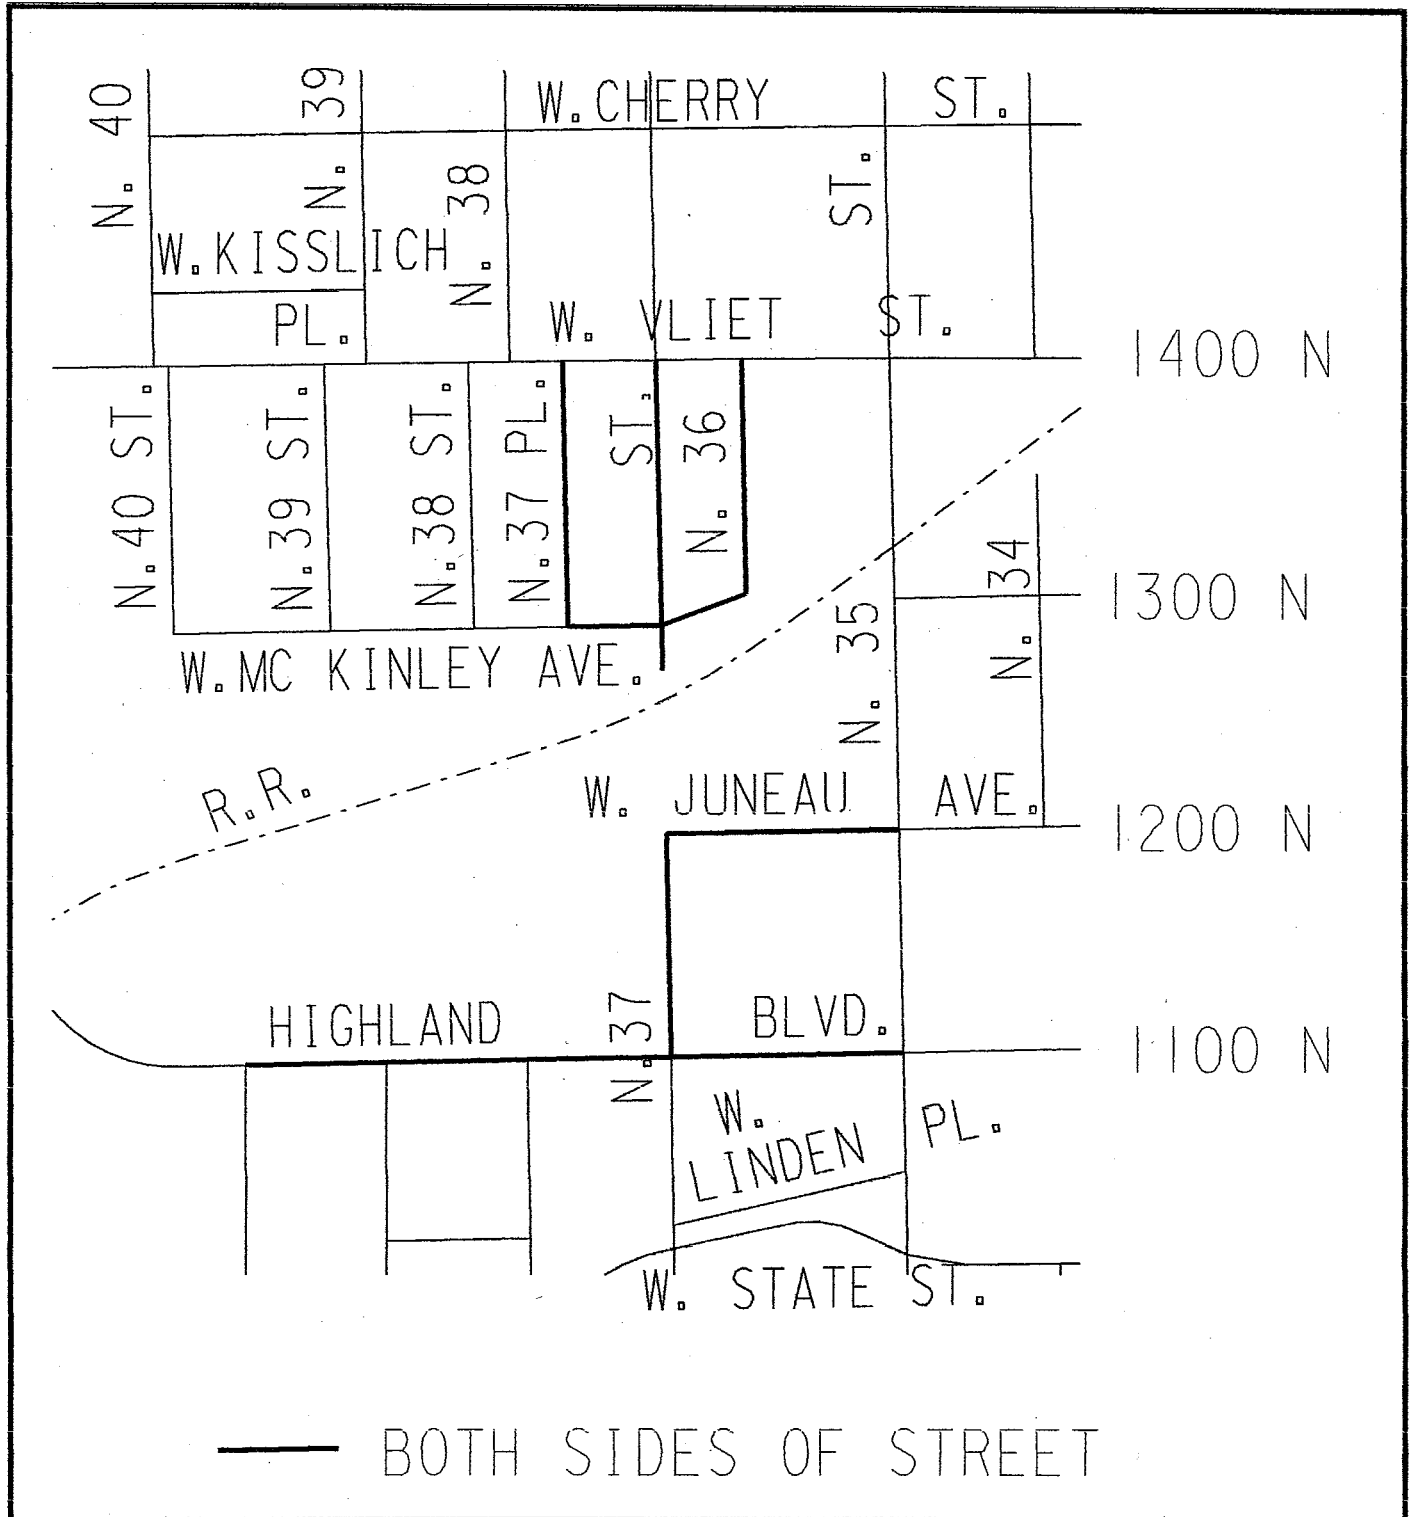 N. 40
N. 39
N. 38
W. CHERRY ST.
ST.
W. KISSLICH
PL.
W. VLIET ST.
1400 N
N. 40 ST.
N. 39 ST.
N. 38 ST.
N. 37 PL.
ST.
N. 36
N. 35
N. 34
1300 N
W. MC KINLEY AVE.
R.R.
W. JUNEAU AVE.
1200 N
HIGHLAND BLVD.
N. 37
1100 N
W.
LINDEN PL.
W. STATE ST.
BOTH SIDES OF STREET